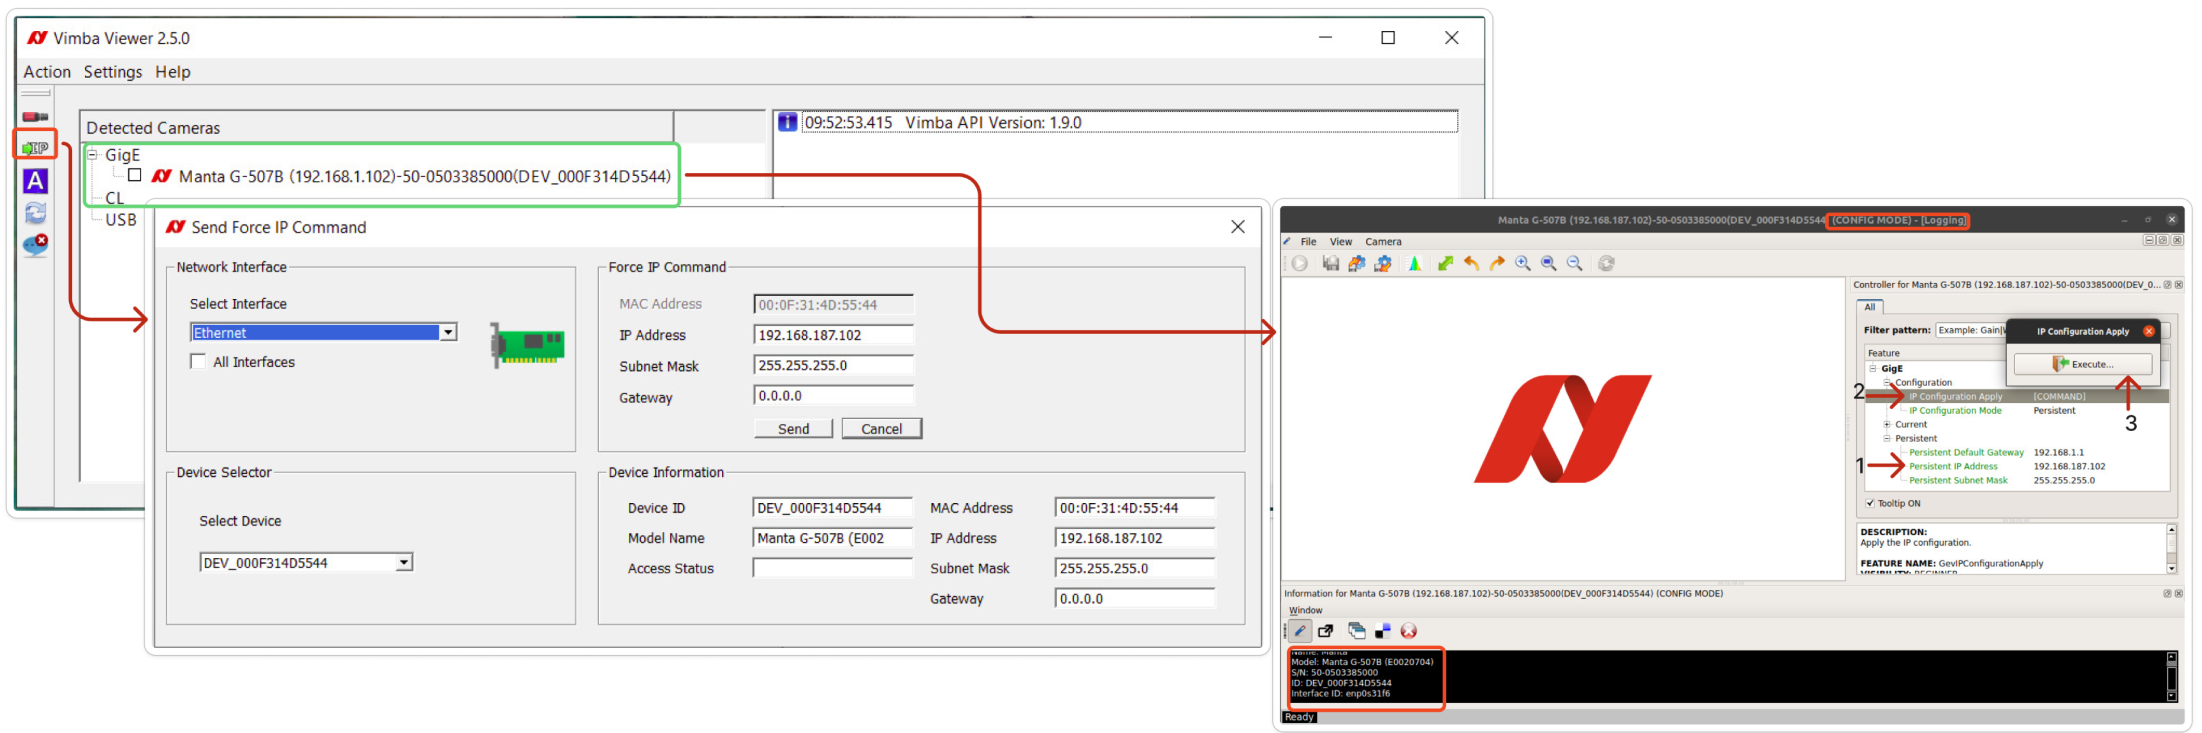 Vimba Viewer 2.5.0
Action Settings Help
IP
A
Detected Cameras
GigE
Manta G-507B (192.168.1.102)-50-0503385000(DEV_000F314D5544)
CL
USB
09:52:53.415 Vimba API Version: 1.9.0
Send Force IP Command
Network Interface
Select Interface
Ethernet
All Interfaces
Force IP Command
MAC Address 00:0F:31:4D:55:44
IP Address 192.168.187.102
Subnet Mask 255.255.255.0
Gateway 0.0.0.0
Send Cancel
Device Selector
Select Device
DEV_000F314D5544
Device Information
Device ID DEV_000F314D5544 MAC Address 00:0F:31:4D:55:44
Model Name Manta G-507B (E002 IP Address 192.168.187.102
Access Status Subnet Mask 255.255.255.0
Gateway 0.0.0.0
Manta G-507B (192.168.187.102)-50-0503385000(DEV_000F314D5544 (CONFIG MODE) - [Logging]
File View Camera
Controller for Manta G-507B (192.168.187.102)-50-0503385000(DEV_0...
All
Filter pattern: Example: Gain|W
IP Configuration Apply
Execute...
Feature
GigE
Configuration
2 IP Configuration Apply [COMMAND]
IP Configuration Mode Persistent
3
Current
Persistent
Persistent Default Gateway 192.168.1.1
1 Persistent IP Address 192.168.187.102
Persistent Subnet Mask 255.255.255.0
Tooltip ON
DESCRIPTION:
Apply the IP configuration.
FEATURE NAME: GevIPConfigurationApply
VISIBILITY: BEGINNER
Information for Manta G-507B (192.168.187.102)-50-0503385000(DEV_000F314D5544) (CONFIG MODE)
Window
Name: Manta
Model: Manta G-507B (E0020704)
S/N: 50-0503385000
ID: DEV_000F314D5544
Interface ID: enp0s31f6
Ready